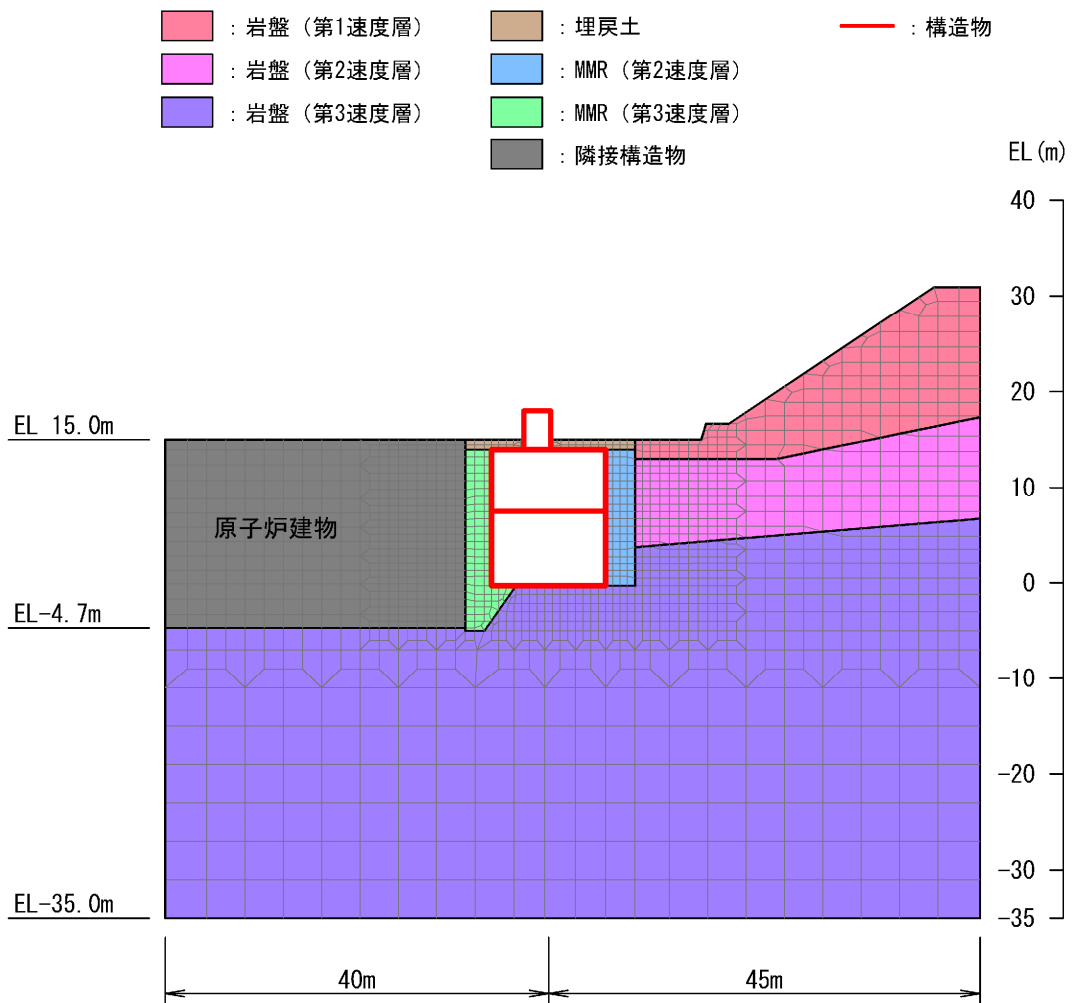 ：岩盤（第1速度層）
：埋戻土
：構造物
：岩盤（第2速度層）
：MMR（第2速度層）
：岩盤（第3速度層）
：MMR（第3速度層）
：隣接構造物
EL(m)
40
30
20
EL 15.0m
10
原子炉建物
0
EL-4.7m
-10
-20
-30
EL-35.0m
-35
40m
45m